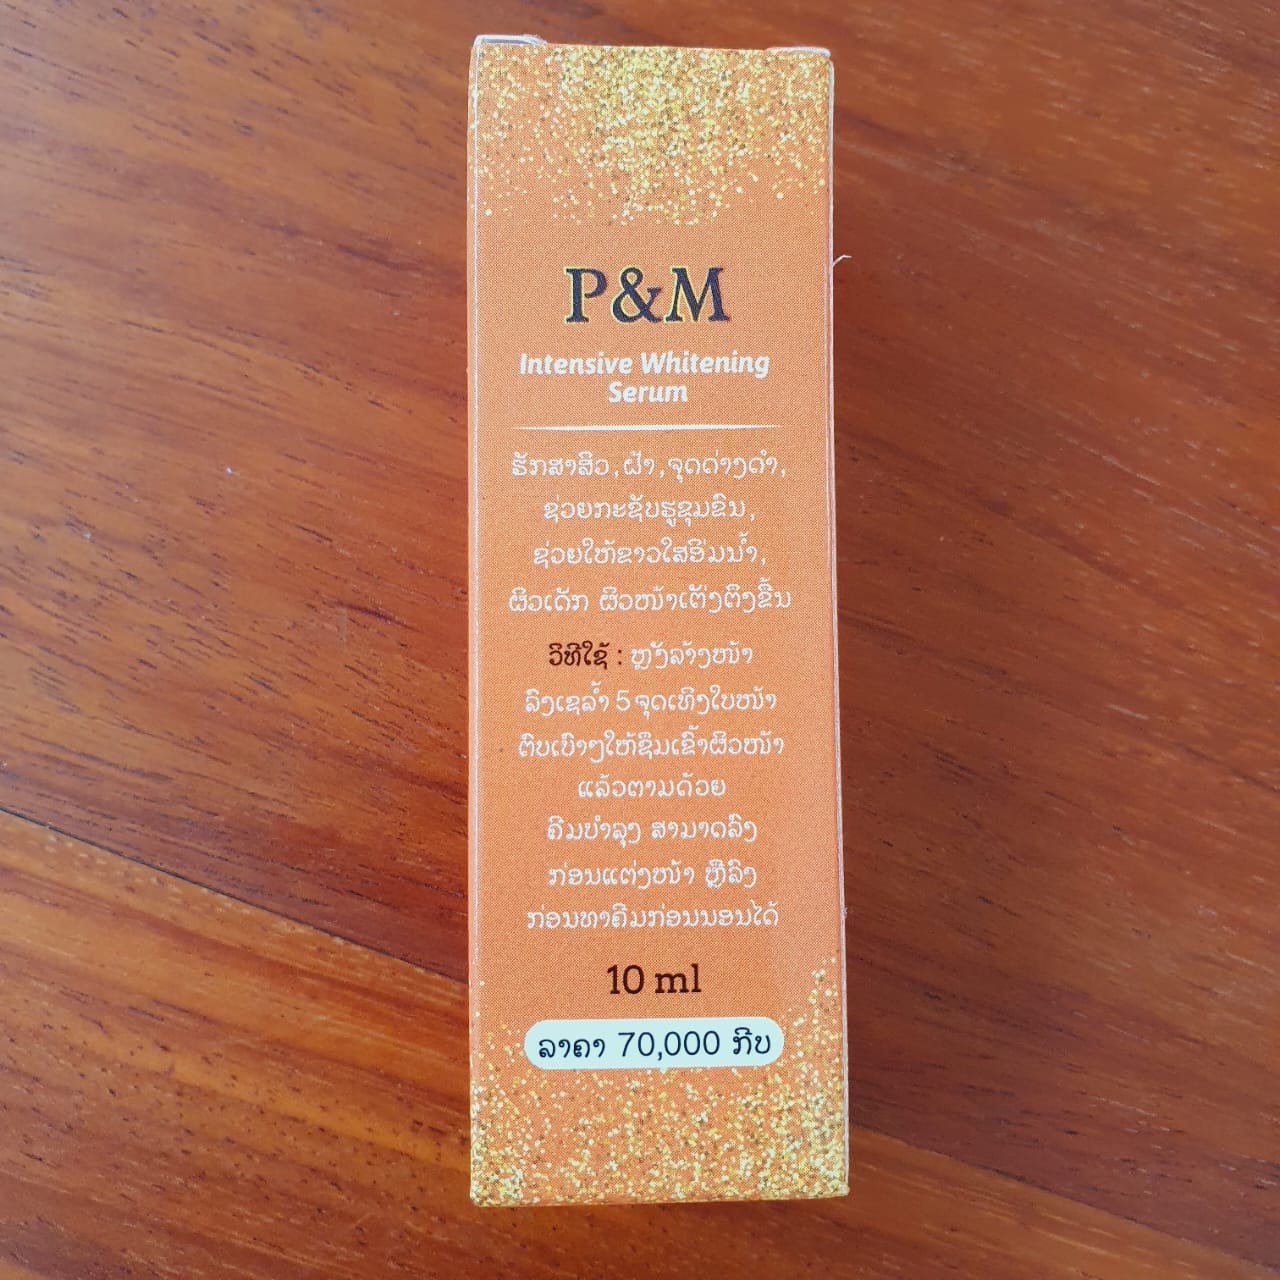 P&M
Intensive Whitening
Serum
ຮັກສາສິວ,ຝ້າ,ຈຸດດ່າງດຳ,
ຊ່ວຍກະຊັບຮູຂຸມຂົນ,
ຊ່ວຍໃຫ້ຂາວໃສອິ່ມນ້ຳ,
ຜິວເດັກ ຜິວໜ້າເຕັ່ງຕຶງຂຶ້ນ
ວິທີໃຊ້ : ຫຼັງລ້າງໜ້າ
ລົງເຊລ້ຳ 5 ຈຸດເທິງໃບໜ້າ
ຕົບເບົາໆໃຫ້ຊຶມເຂົ້າຜິວໜ້າ
ແລ້ວຕາມດ້ວຍ
ຄີມບຳລຸງ ສາມາດລົງ
ກ່ອນແຕ່ງໜ້າ ຫຼືລົງ
ກ່ອນທາຄີມກ່ອນນອນໄດ້
10 ml
ລາຄາ 70,000 ກີບ